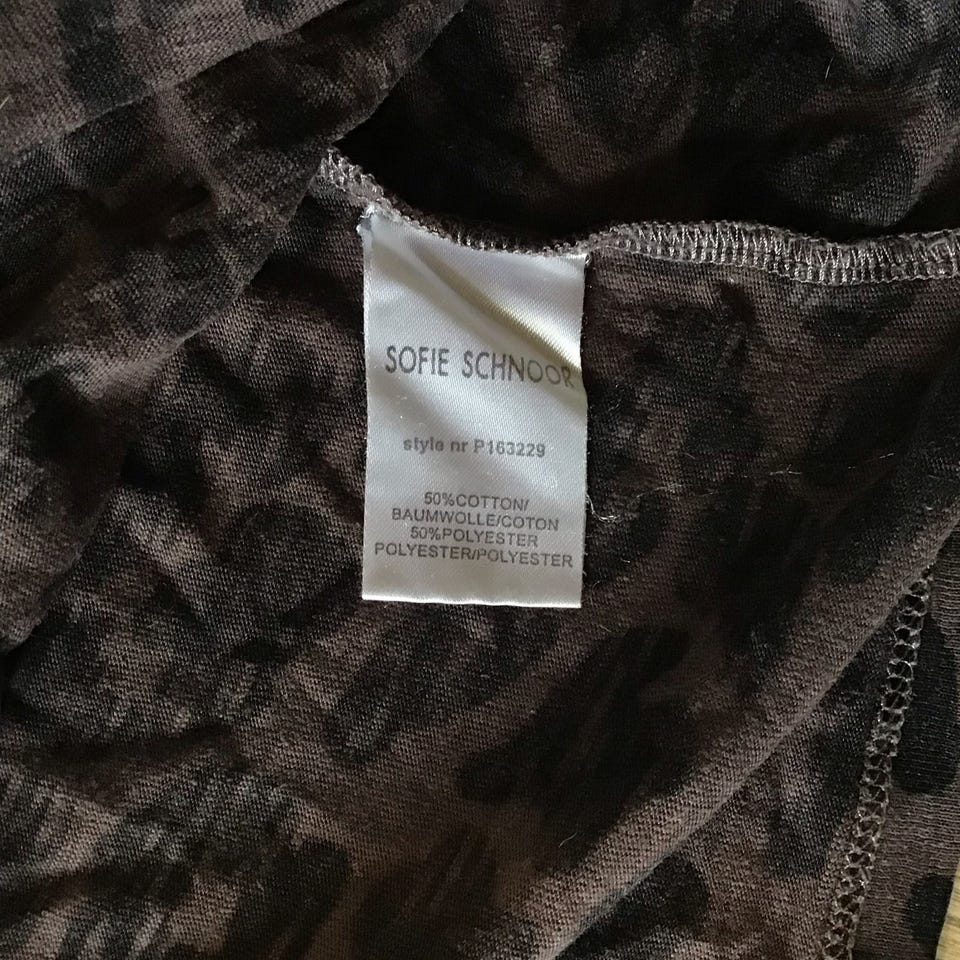 SOFIE SCHNOOR
style nr P163229
50%COTTON/
BAUMWOLLE/COTON
50%POLYESTER
POLYESTER/POLYESTER